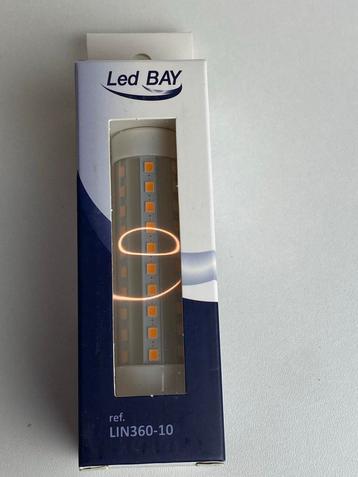 Led BAY
ref.
LIN360-10